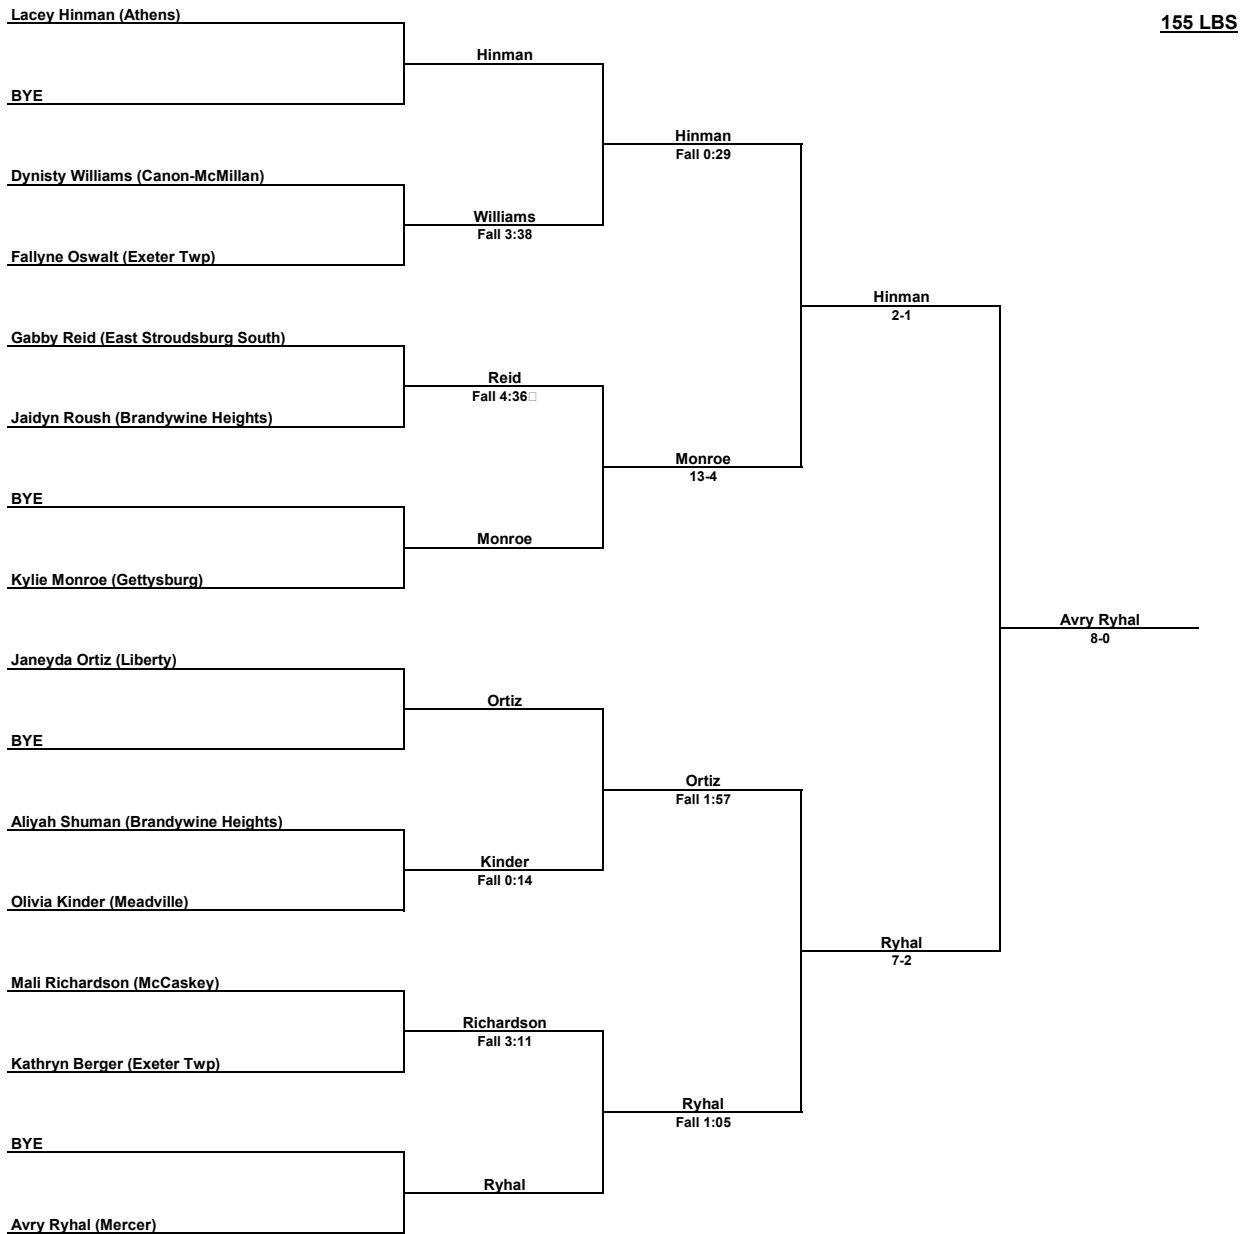 Lacey Hinman (Athens)
155 LBS
Hinman
BYE
Hinman
Fall 0:29
Dynisty Williams (Canon-McMillan)
Williams
Fall 3:38
Fallyne Oswalt (Exeter Twp)
Hinman
2-1
Gabby Reid (East Stroudsburg South)
Reid
Fall 4:36
Jaidyn Roush (Brandywine Heights)
Monroe
13-4
BYE
Monroe
Kylie Monroe (Gettysburg)
Avry Ryhal
8-0
Janeyda Ortiz (Liberty)
Ortiz
BYE
Ortiz
Fall 1:57
Aliyah Shuman (Brandywine Heights)
Kinder
Fall 0:14
Olivia Kinder (Meadville)
Ryhal
7-2
Mali Richardson (McCaskey)
Richardson
Fall 3:11
Kathryn Berger (Exeter Twp)
Ryhal
Fall 1:05
BYE
Ryhal
Avry Ryhal (Mercer)